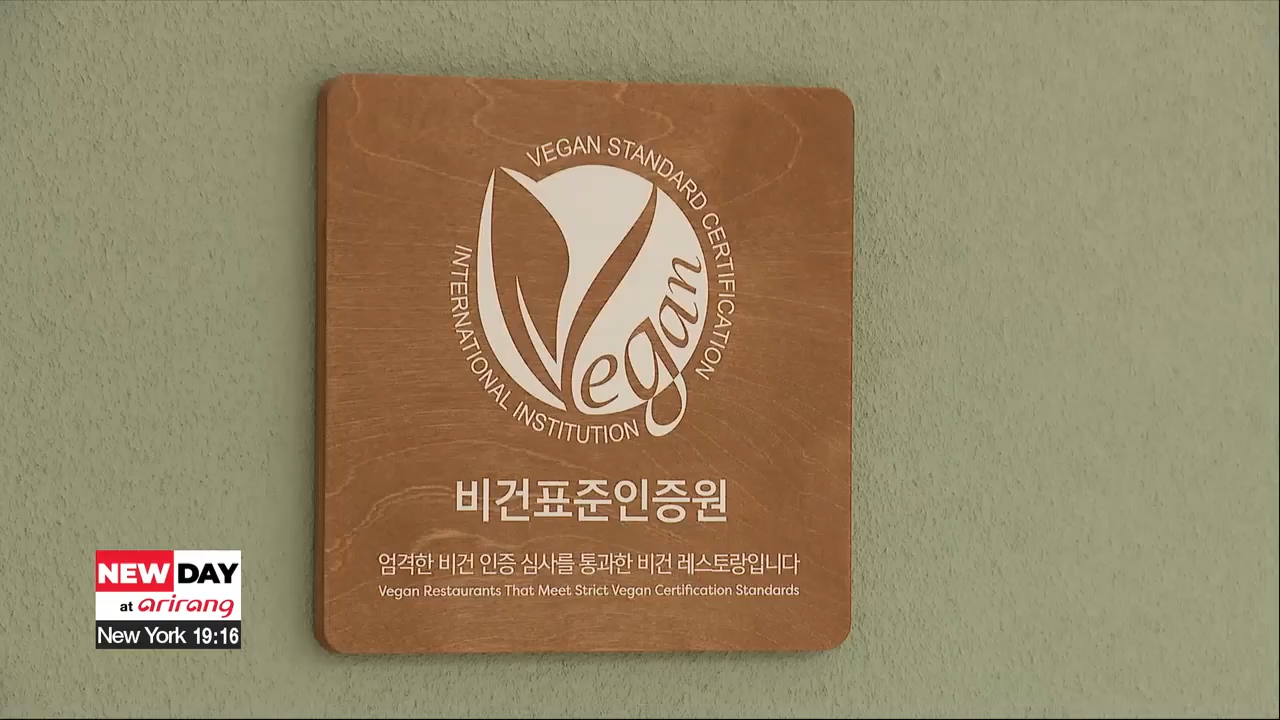 VEGAN STANDARD CERTIFICATION
INTERNATIONAL INSTITUTION
Vegan
비건표준인증원
엄격한 비건 인증 심사를 통과한 비건 레스토랑입니다
Vegan Restaurants That Meet Strict Vegan Certification Standards
NEW DAY
at arirang
New York 19:16